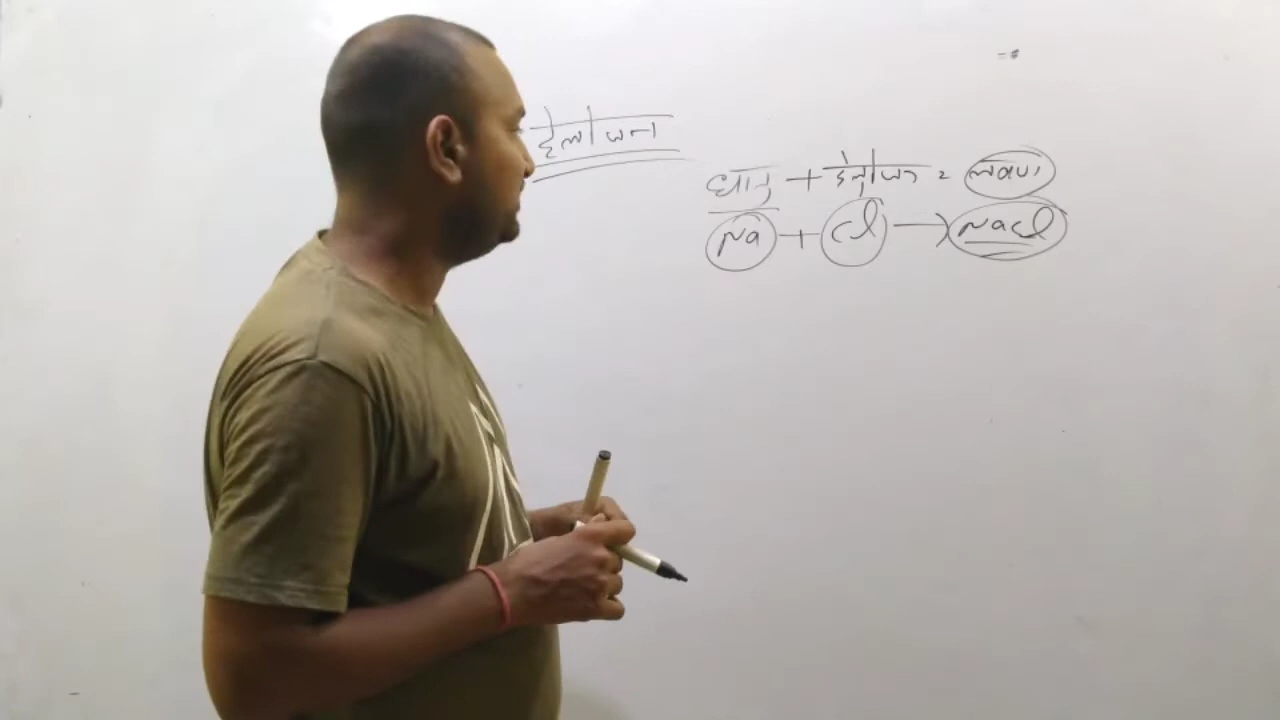 हैलोजन
धातु + हैलोजन = लवण
Na + Cl → NaCl